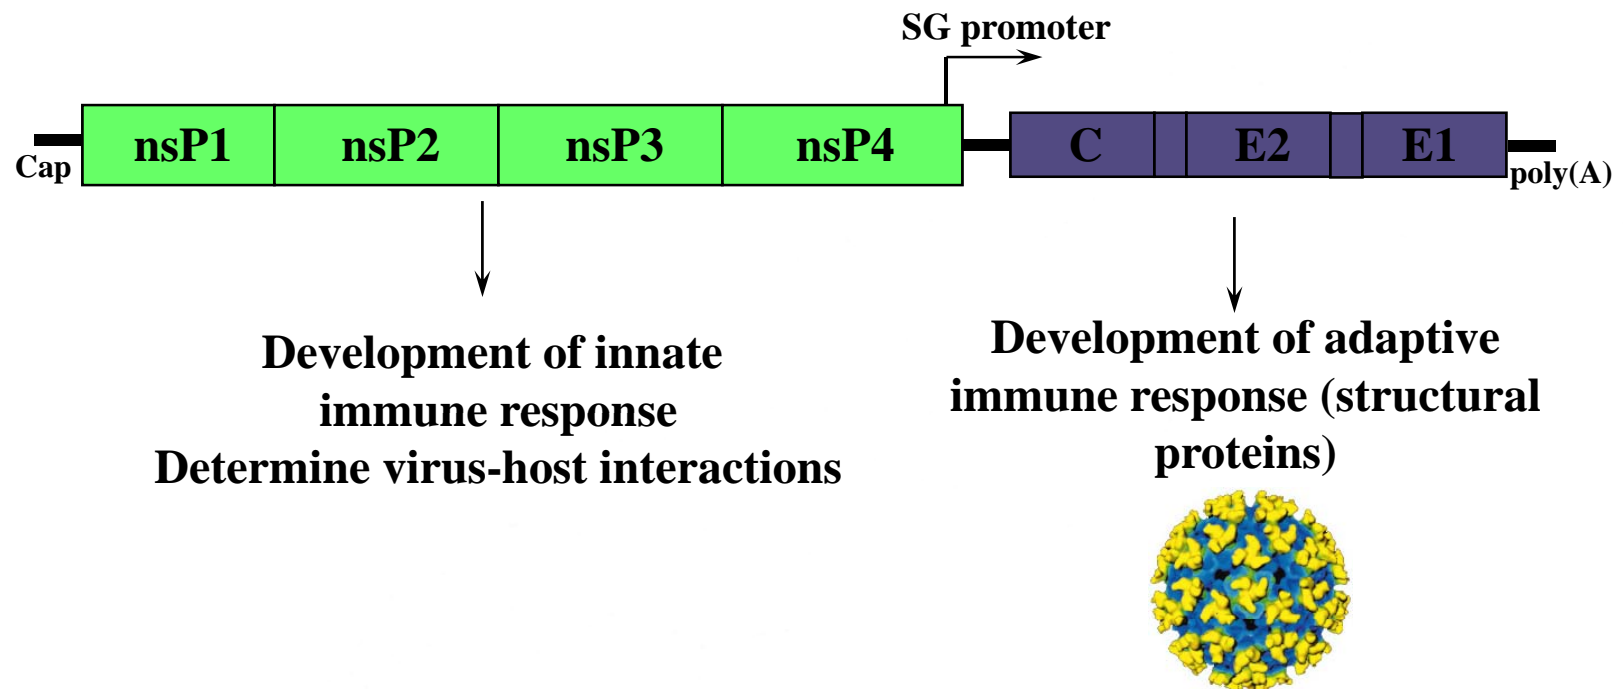 SG promoter
nsP1 nsP2 nsP3 nsP4 C E2 E1
Cap poly(A)
Development of innate
immune response
Determine virus-host interactions
Development of adaptive
immune response (structural
proteins)